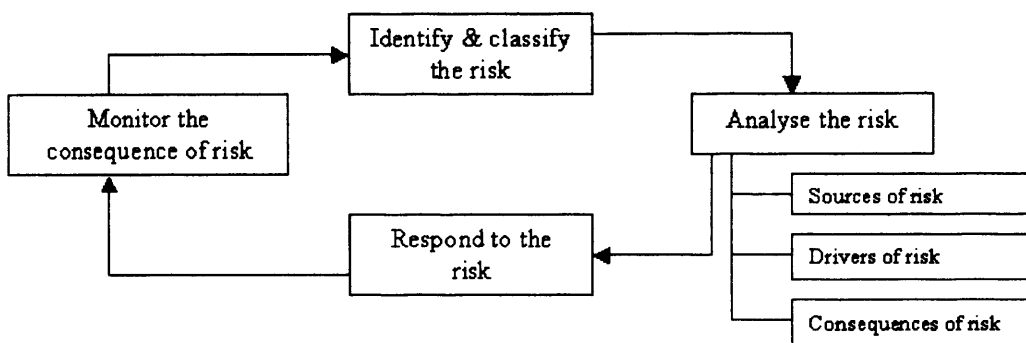 Identify & classify
the risk
Monitor the
consequence of risk
Analyse the risk
Sources of risk
Respond to the
risk
Drivers of risk
Consequences of risk